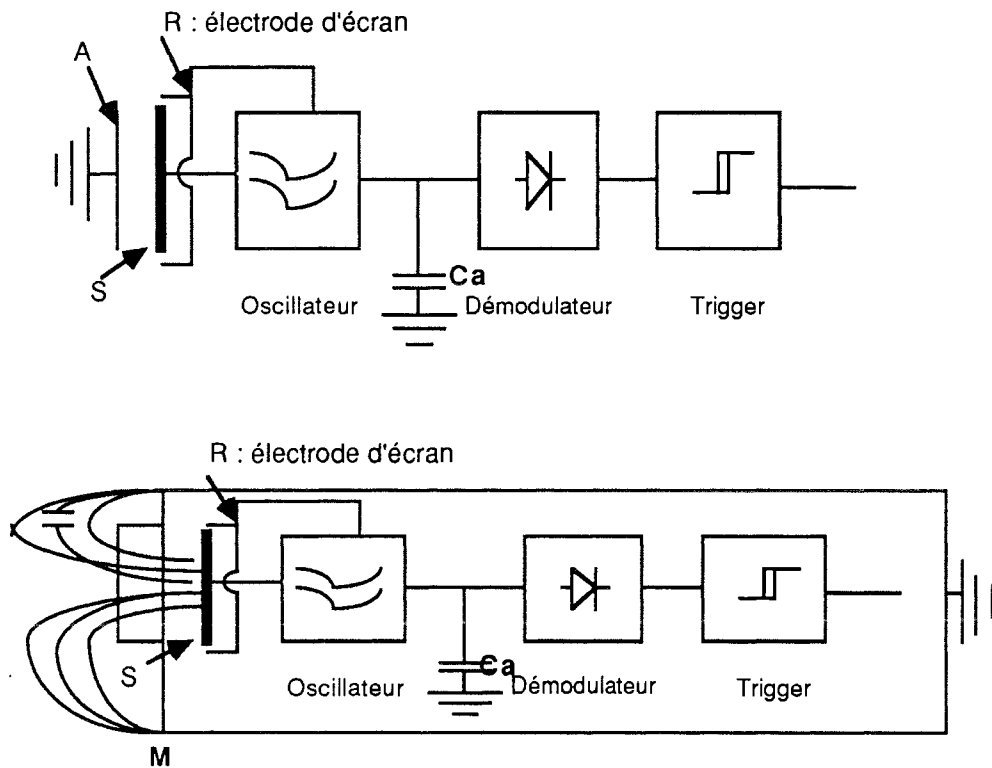 R : électrode d'écran
A
S
Ca
Oscillateur
Démodulateur
Trigger
R : électrode d'écran
S
Ca
Oscillateur
Démodulateur
Trigger
M